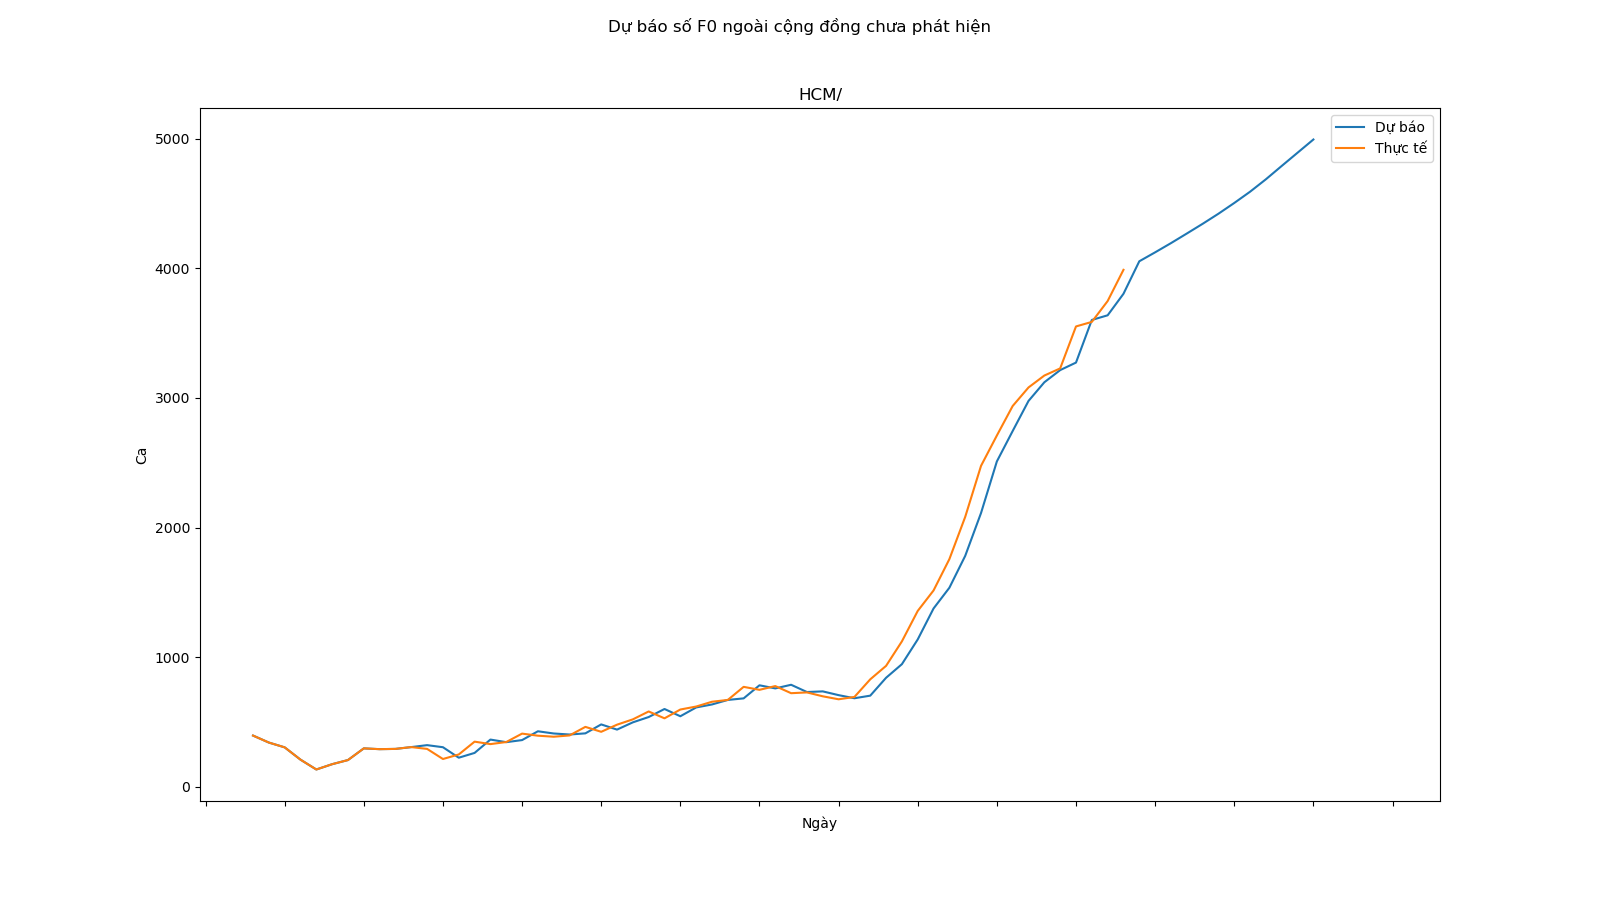 Dự báo số F0 ngoài cộng đồng chưa phát hiện
HCM/
Dự báo
Thực tế
5000
4000
3000
2000
1000
0
Ca
Ngày